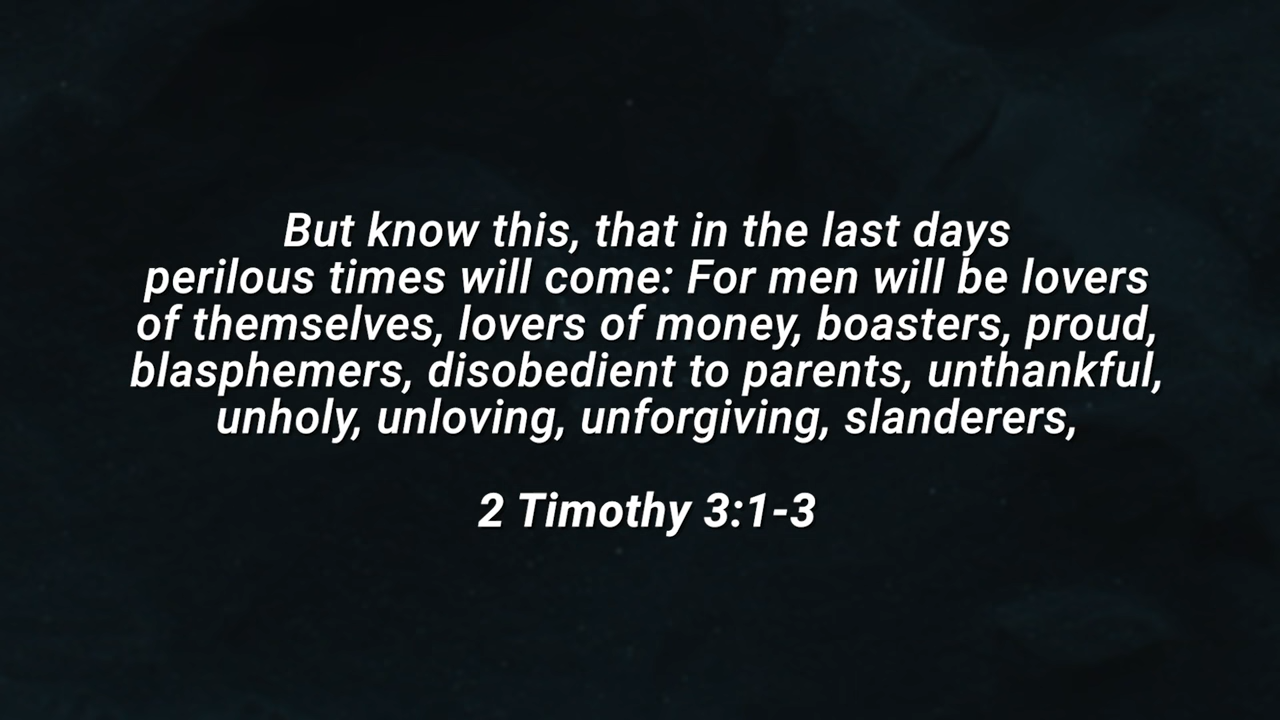 But know this, that in the last days
perilous times will come: For men will be lovers
of themselves, lovers of money, boasters, proud,
blasphemers, disobedient to parents, unthankful,
unholy, unloving, unforgiving, slanderers,
2 Timothy 3:1-3